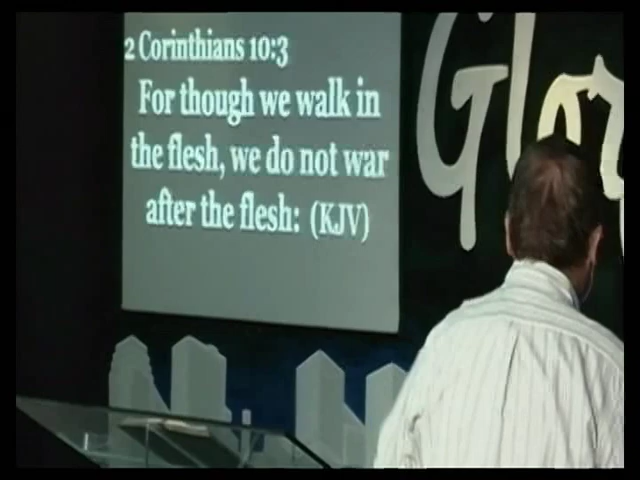 2 Corinthians 10:3
For though we walk in
the flesh, we do not war
after the flesh: (KJV)